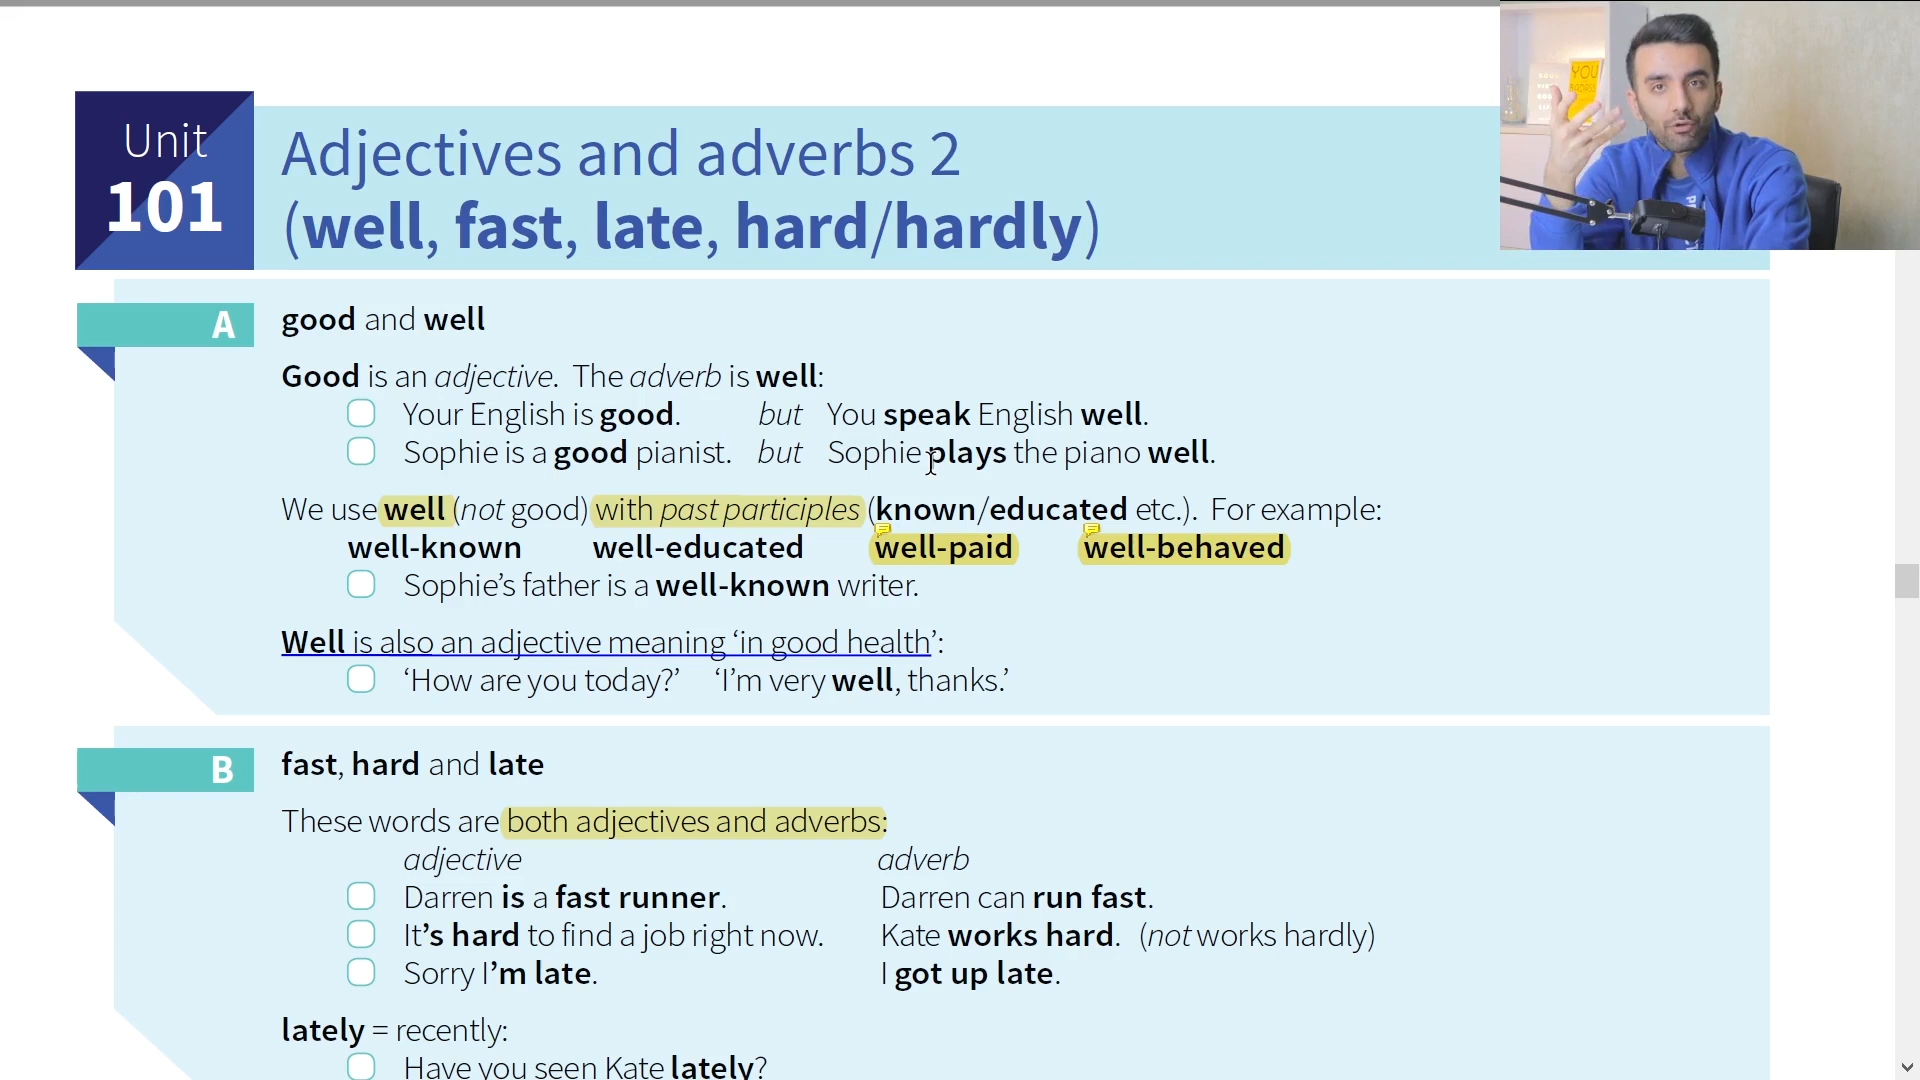 Unit
101
Adjectives and adverbs 2
(well, fast, late, hard/hardly)
YOU
A
good and well
Good is an adjective. The adverb is well:
Your English is good. but You speak English well.
Sophie is a good pianist. but Sophie plays the piano well.
We use well (not good) with past participles (known/educated etc.). For example:
well-known well-educated well-paid well-behaved
Sophie’s father is a well-known writer.
Well is also an adjective meaning ‘in good health’:
‘How are you today?’ ‘I’m very well, thanks.’
B
fast, hard and late
These words are both adjectives and adverbs:
adjective adverb
Darren is a fast runner. Darren can run fast.
It’s hard to find a job right now. Kate works hard. (not works hardly)
Sorry I’m late. I got up late.
lately = recently:
Have you seen Kate lately?